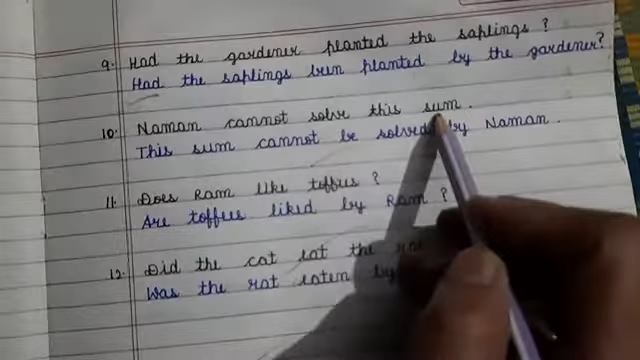 9. Had the gardener planted the saplings ?
Had the saplings been planted by the gardener?
10. Naman cannot solve this sum.
This sum cannot be solved by Naman.
11. Does Ram like toffees ?
Are toffees liked by Ram ?
12. Did the cat eat the
Was the rat eaten by